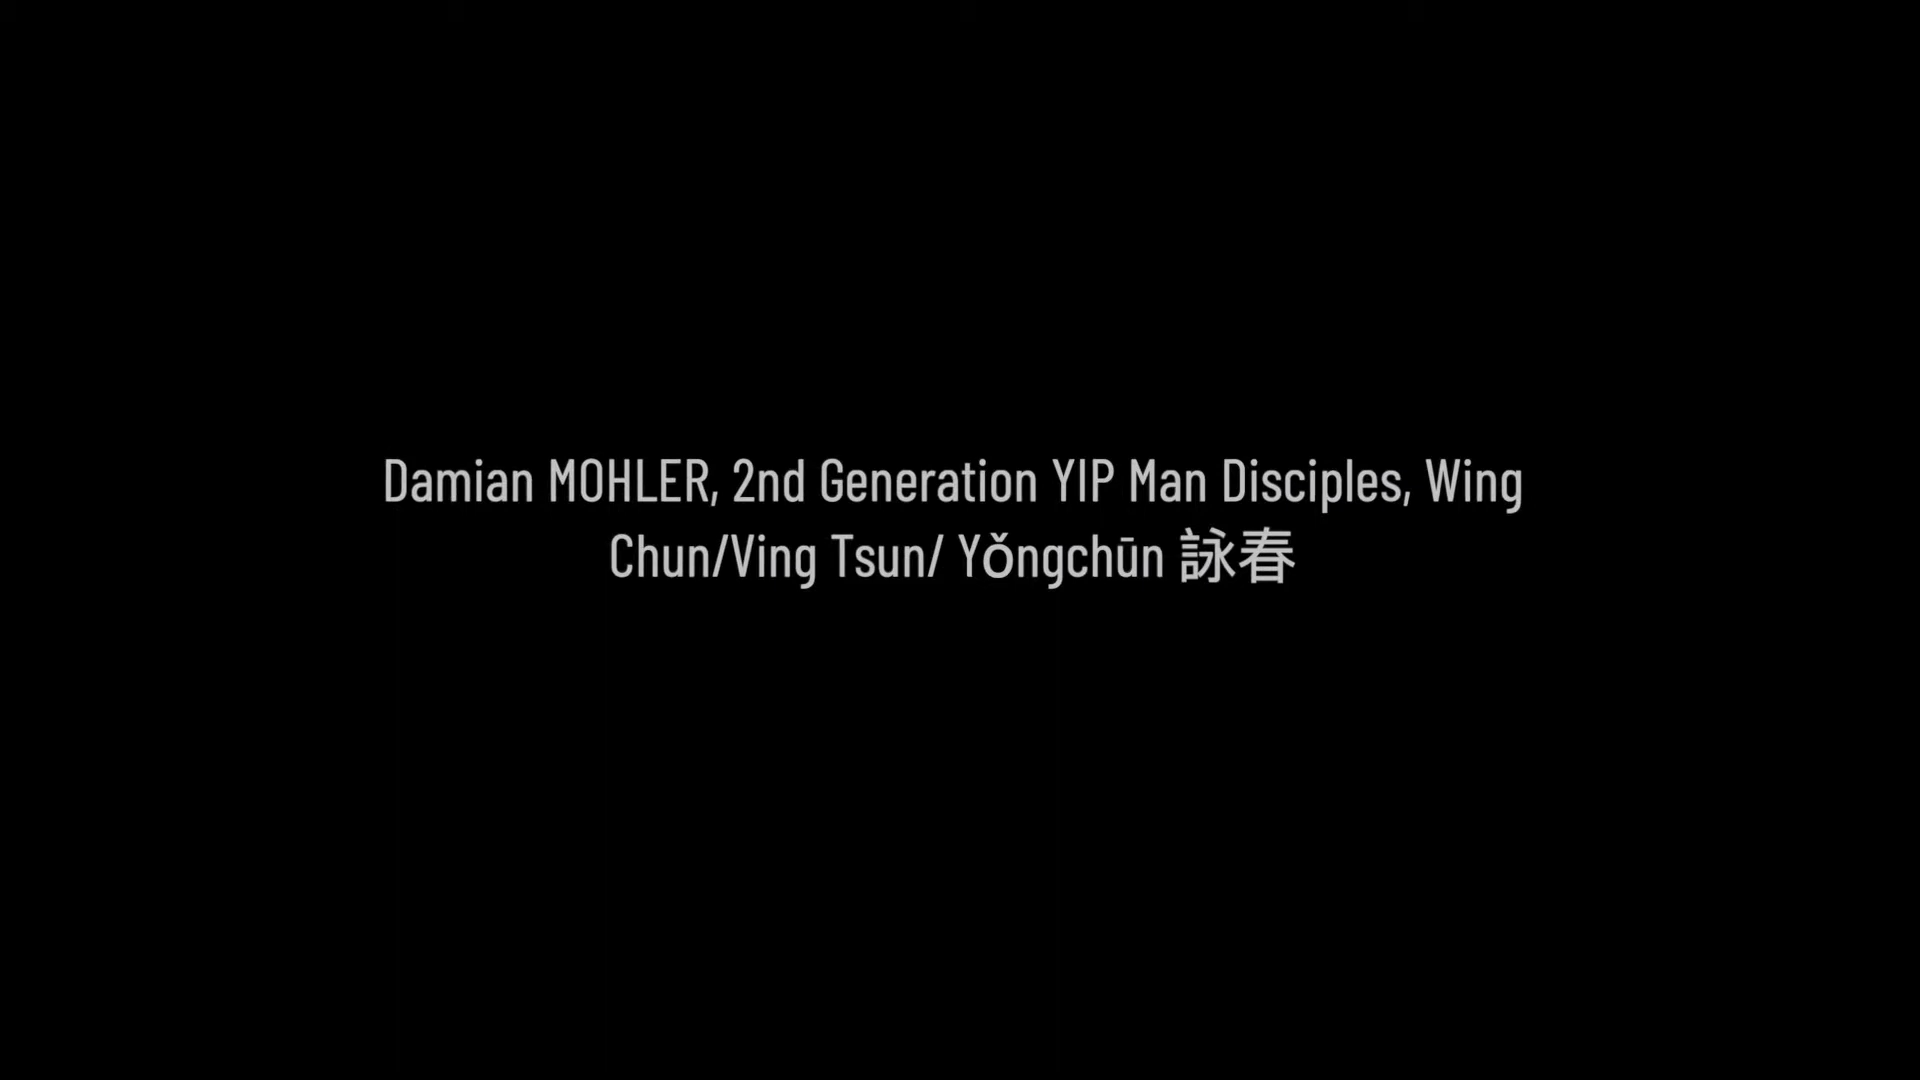 Damian MOHLER, 2nd Generation YIP Man Disciples, Wing
Chun/Ving Tsun/ Yǒngchūn 詠春